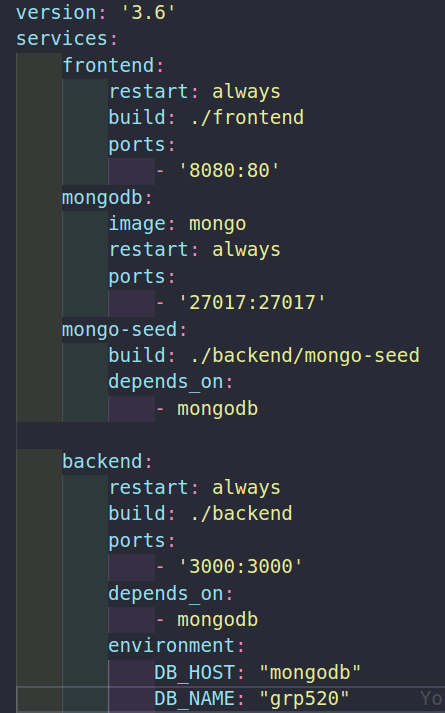 version: '3.6'
services:
    frontend:
        restart: always
        build: ./frontend
        ports:
            - '8080:80'
    mongodb:
        image: mongo
        restart: always
        ports:
            - '27017:27017'
    mongo-seed:
        build: ./backend/mongo-seed
        depends_on:
            - mongodb
    backend:
        restart: always
        build: ./backend
        ports:
            - '3000:3000'
        depends_on:
            - mongodb
        environment:
            DB_HOST: "mongodb"
            DB_NAME: "grp520"